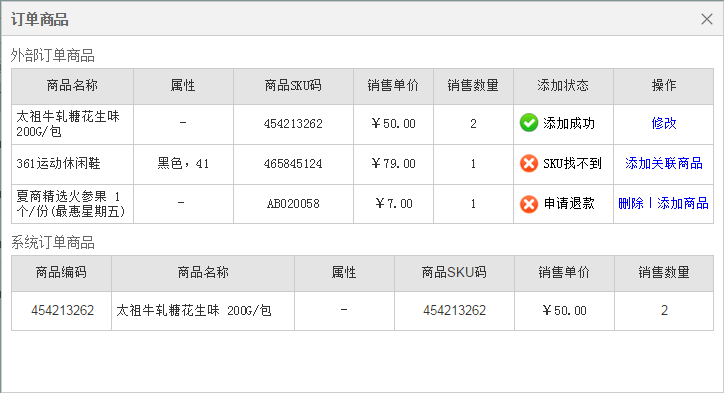 订单商品
外部订单商品
商品名称 属性 商品SKU码 销售单价 销售数量 添加状态 操作
太祖牛轧糖花生味 200G/包 - 454213262 ￥50.00 2 添加成功 修改
361运动休闲鞋 黑色，41 465845124 ￥79.00 1 SKU找不到 添加关联商品
夏商精选火参果 1个/份(最惠星期五) - AB020058 ￥7.00 1 申请退款 删除 | 添加商品
系统订单商品
商品编码 商品名称 属性 商品SKU码 销售单价 销售数量
454213262 太祖牛轧糖花生味 200G/包 - 454213262 ￥50.00 2